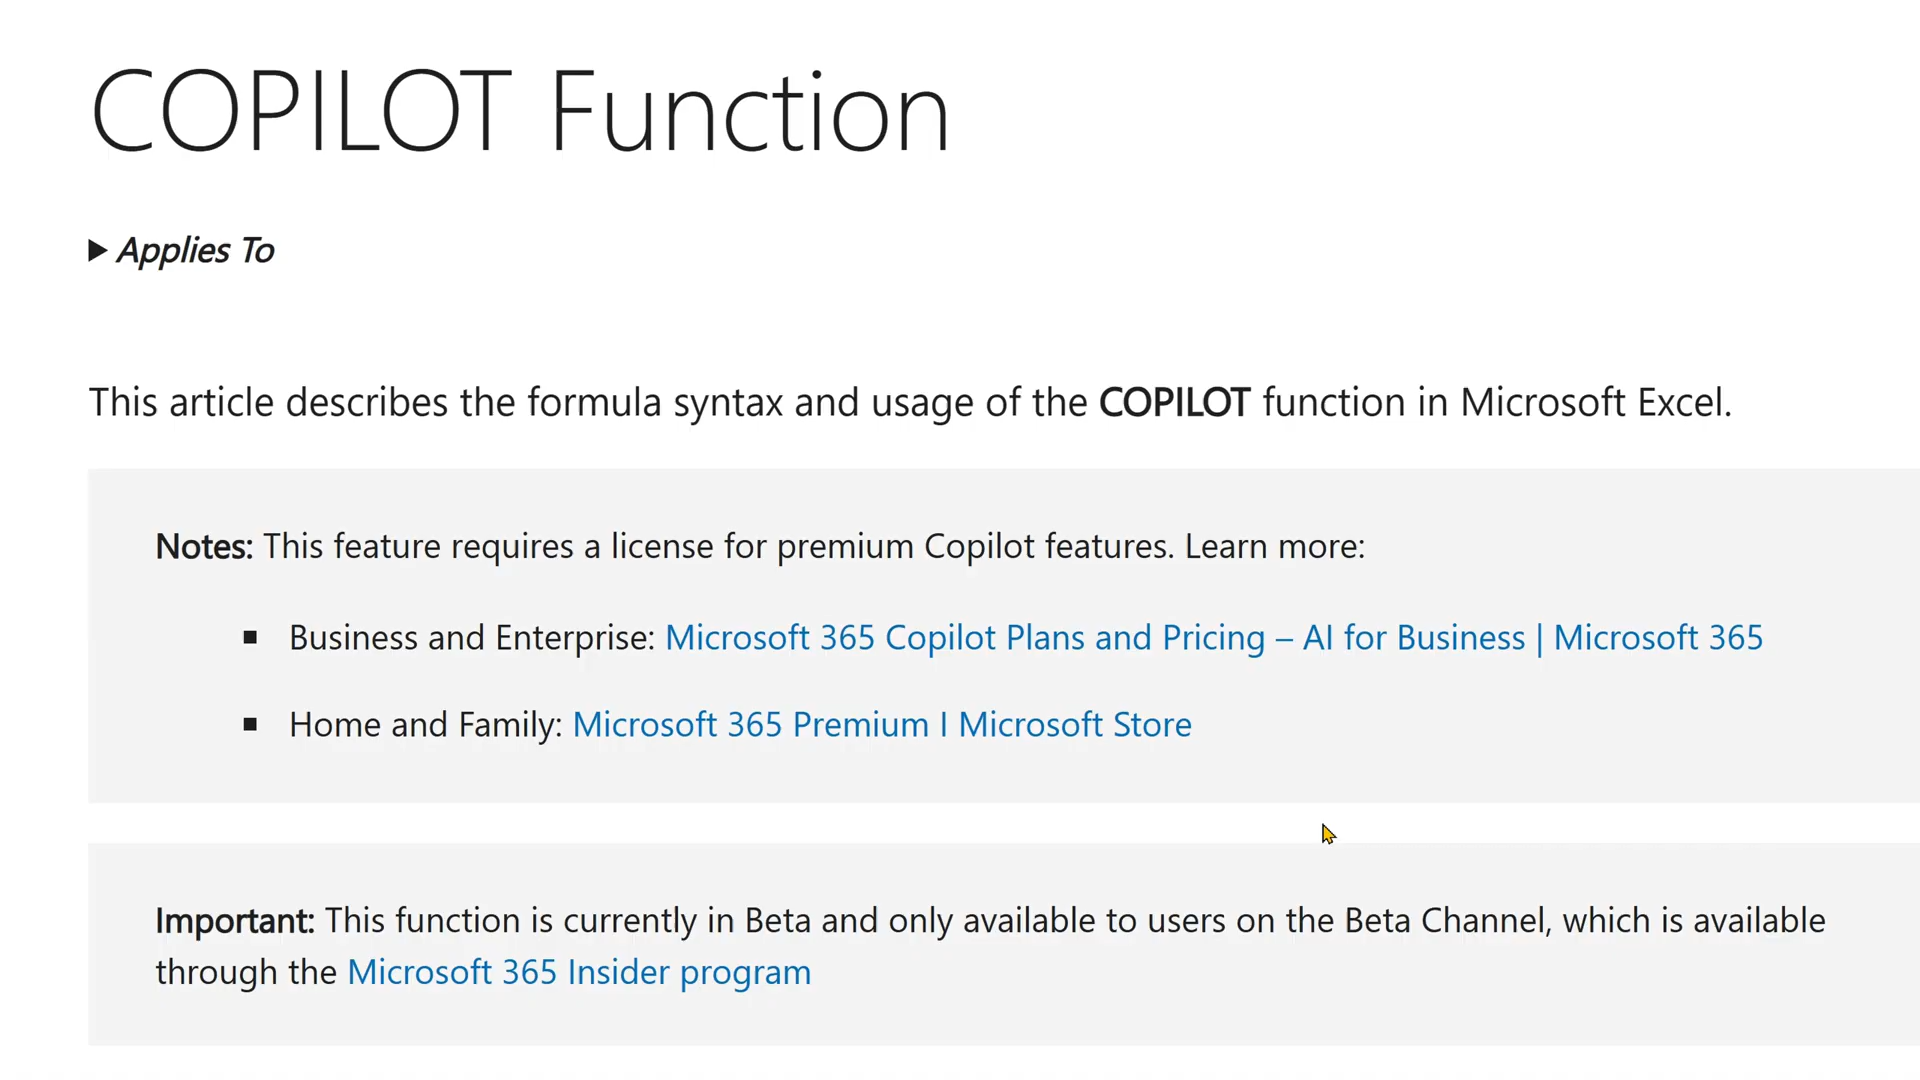 COPILOT Function
Applies To
This article describes the formula syntax and usage of the COPILOT function in Microsoft Excel.
Notes: This feature requires a license for premium Copilot features. Learn more:
Business and Enterprise: Microsoft 365 Copilot Plans and Pricing – AI for Business | Microsoft 365
Home and Family: Microsoft 365 Premium I Microsoft Store
Important: This function is currently in Beta and only available to users on the Beta Channel, which is available
through the Microsoft 365 Insider program